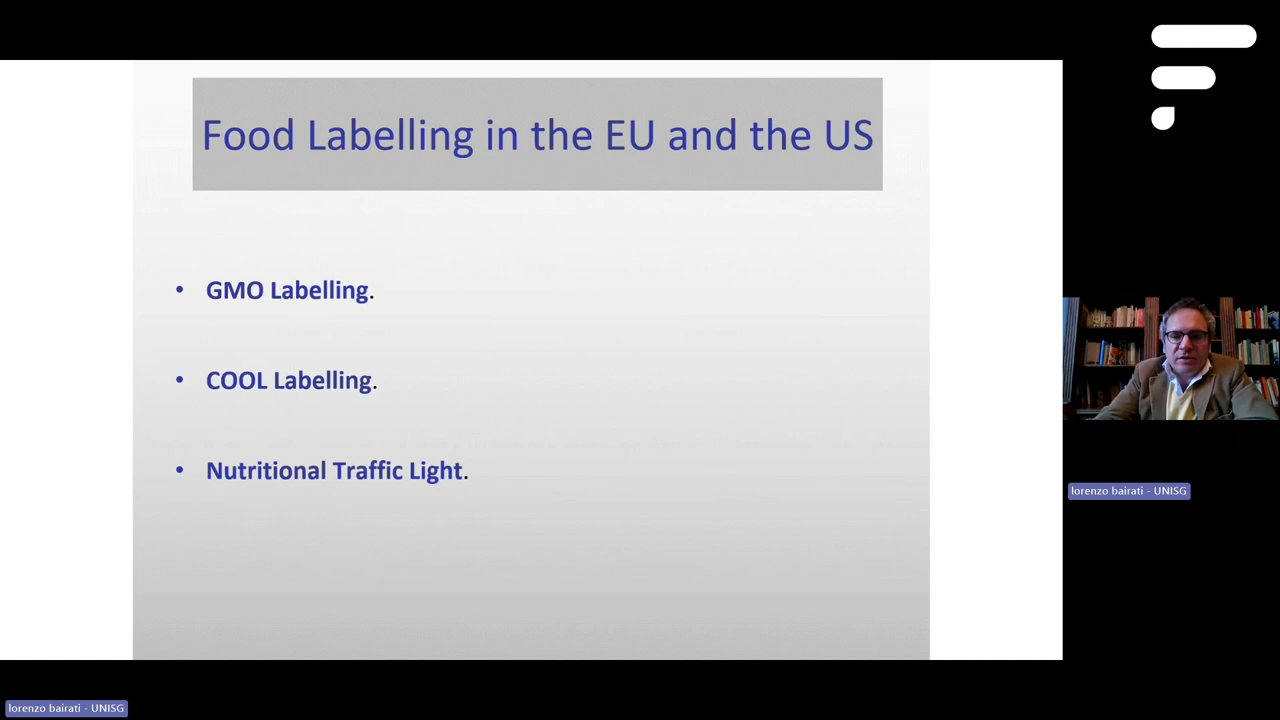 Food Labelling in the EU and the US
• GMO Labelling.
• COOL Labelling.
• Nutritional Traffic Light.
lorenzo bairati - UNISG
lorenzo bairati - UNISG